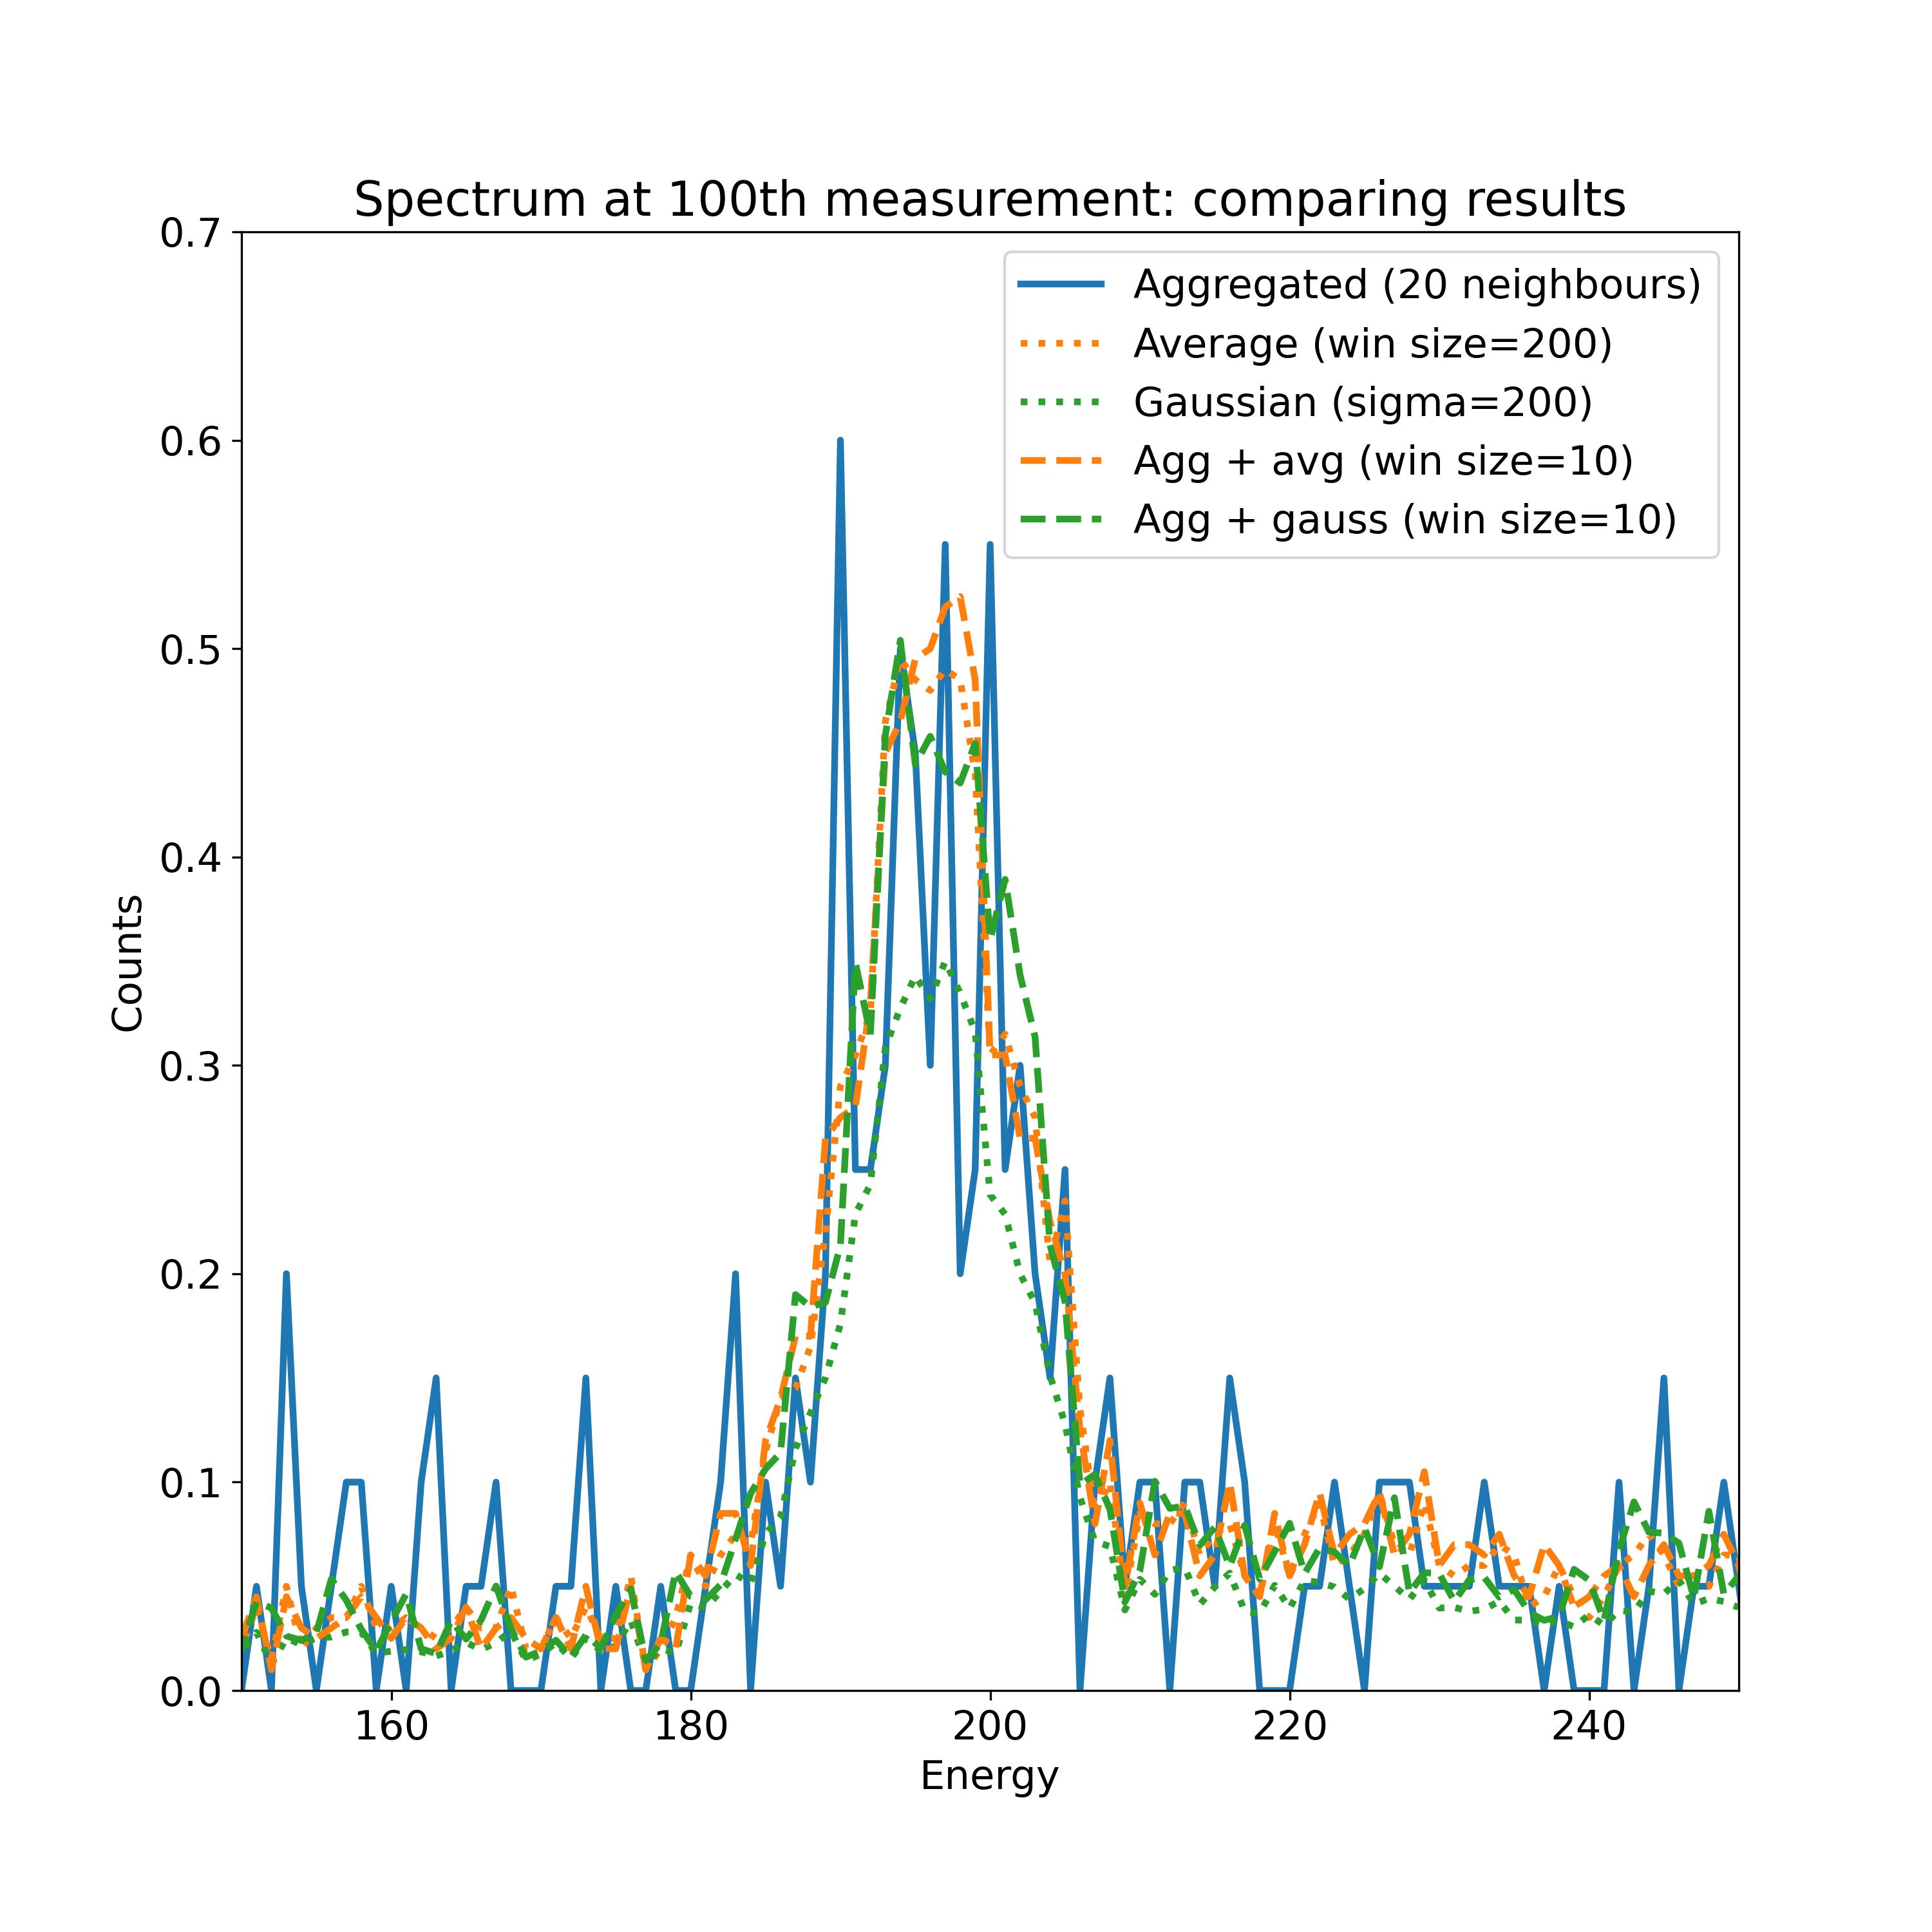 Spectrum at 100th measurement: comparing results
0.7
0.6
0.5
0.4
0.3
0.2
0.1
0.0
Counts
Aggregated (20 neighbours)
Average (win size=200)
Gaussian (sigma=200)
Agg + avg (win size=10)
Agg + gauss (win size=10)
160 180 200 220 240
Energy